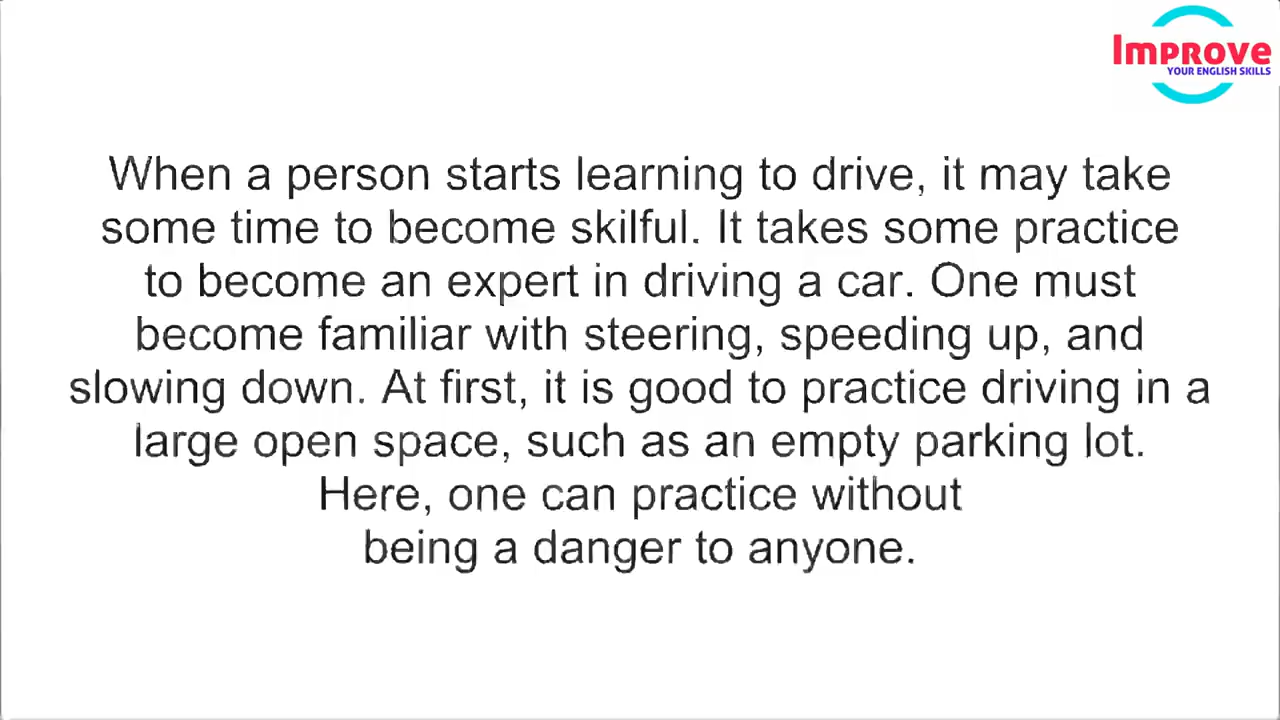 Improve
YOUR ENGLISH SKILLS
When a person starts learning to drive, it may take
some time to become skilful. It takes some practice
to become an expert in driving a car. One must
become familiar with steering, speeding up, and
slowing down. At first, it is good to practice driving in a
large open space, such as an empty parking lot.
Here, one can practice without
being a danger to anyone.